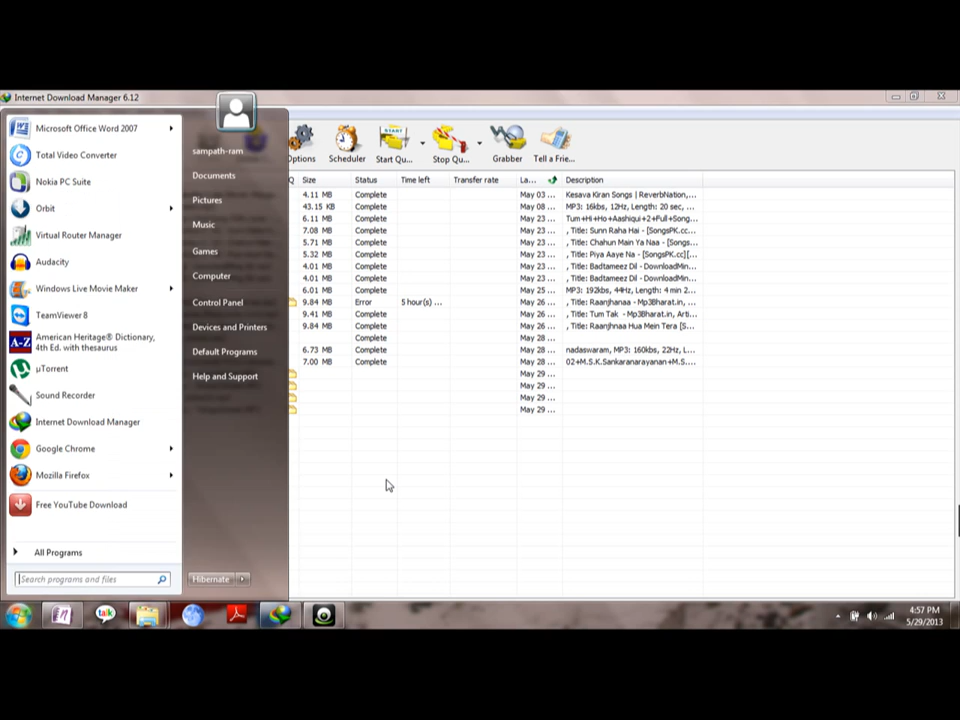 Internet Download Manager 6.12
Microsoft Office Word 2007
Total Video Converter
Nokia PC Suite
Orbit
Virtual Router Manager
Audacity
Windows Live Movie Maker
TeamViewer 8
American Heritage® Dictionary,
4th Ed. with thesaurus
µTorrent
Sound Recorder
Internet Download Manager
Google Chrome
Mozilla Firefox
Free YouTube Download
All Programs
Search programs and files
sampath-ram
Documents
Pictures
Music
Games
Computer
Control Panel
Devices and Printers
Default Programs
Help and Support
Hibernate
Options Scheduler Start Qu... Stop Qu... Grabber Tell a Frie...
Q Size Status Time left Transfer rate La... Description
4.11 MB Complete May 03 ... Kesava Kiran Songs | ReverbNation,...
43.15 KB Complete May 08 ... MP3: 16kbs, 12Hz, Length: 20 sec, ...
6.11 MB Complete May 23 ... Tum+Hi+Ho+Aashiqui+2+Full+Song...
7.08 MB Complete May 23 ... , Title: Sunn Raha Hai - [SongsPK.cc...
5.71 MB Complete May 23 ... , Title: Chahun Main Ya Naa - [Songs...
5.32 MB Complete May 23 ... , Title: Piya Aaye Na - [SongsPK.cc][...
4.01 MB Complete May 23 ... , Title: Badtameez Dil - DownloadMin...
4.01 MB Complete May 23 ... , Title: Badtameez Dil - DownloadMin...
6.01 MB Complete May 25 ... MP3: 192kbs, 44Hz, Length: 4 min 2...
9.84 MB Error 5 hour(s) ... May 26 ... , Title: Raanjhanaa - Mp3Bharat.in, ...
9.41 MB Complete May 26 ... , Title: Tum Tak - Mp3Bharat.in, Arti...
9.84 MB Complete May 26 ... , Title: Raanjhnaa Hua Mein Tera [S...
Complete May 28 ...
6.73 MB Complete May 28 ... nadaswaram, MP3: 160kbs, 22Hz, L...
7.00 MB Complete May 28 ... 02+M.S.K.Sankaranarayanan+M.S....
May 29 ...
May 29 ...
May 29 ...
May 29 ...
talk
4:57 PM
5/29/2013